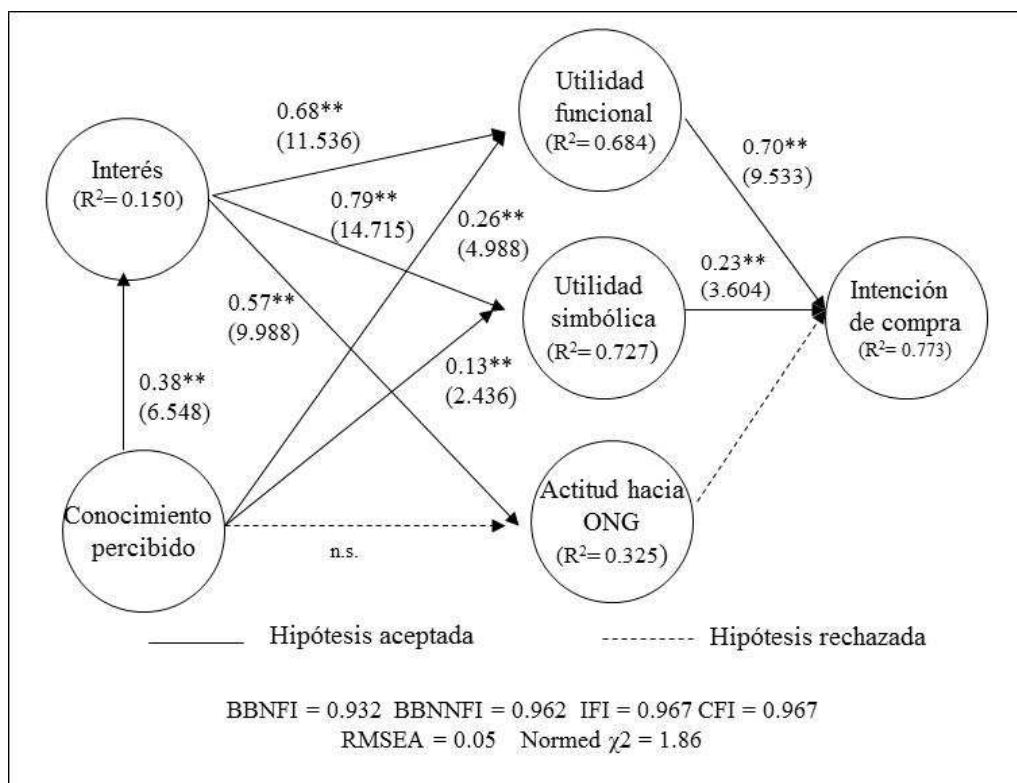 Utilidad
funcional
(R²= 0.684)
0.68**
(11.536)
0.70**
(9.533)
Interés
(R²= 0.150)
0.79**
(14.715)
0.26**
(4.988)
0.23**
(3.604)
Utilidad
simbólica
(R²= 0.727)
Intención
de compra
(R²= 0.773)
0.57**
(9.988)
0.13**
(2.436)
0.38**
(6.548)
Conocimiento
percibido
n.s.
Actitud hacia
ONG
(R²= 0.325)
Hipótesis aceptada
Hipótesis rechazada
BBNFI = 0.932 BBNNFI = 0.962 IFI = 0.967 CFI = 0.967
RMSEA = 0.05 Normed χ2 = 1.86